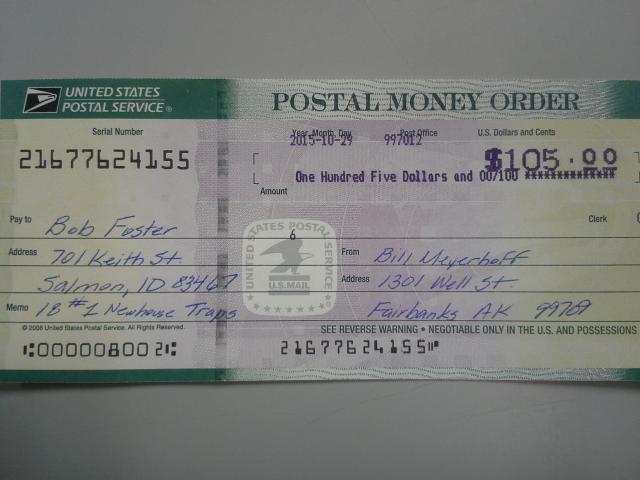 UNITED STATES
POSTAL SERVICE®
POSTAL MONEY ORDER
Serial Number
Year, Month, Day
Post Office
U.S. Dollars and Cents
21677624155
2015-10-29
997012
$105.00
One Hundred Five Dollars and 00/100 **************
Amount
Pay to
Bob Foster
Clerk
6
UNITED STATES POSTAL SERVICE
U.S. MAIL
Address
701 Keith St
Salmon, ID 83467
From
Bill Meyerhoff
Address
1301 Well St.
Fairbanks AK 99709
Memo
18 #1 Newhouse Traps
© 2008 United States Postal Service. All Rights Reserved.
SEE REVERSE WARNING • NEGOTIABLE ONLY IN THE U.S. AND POSSESSIONS
⑆000008002⑆
21677624155⑈